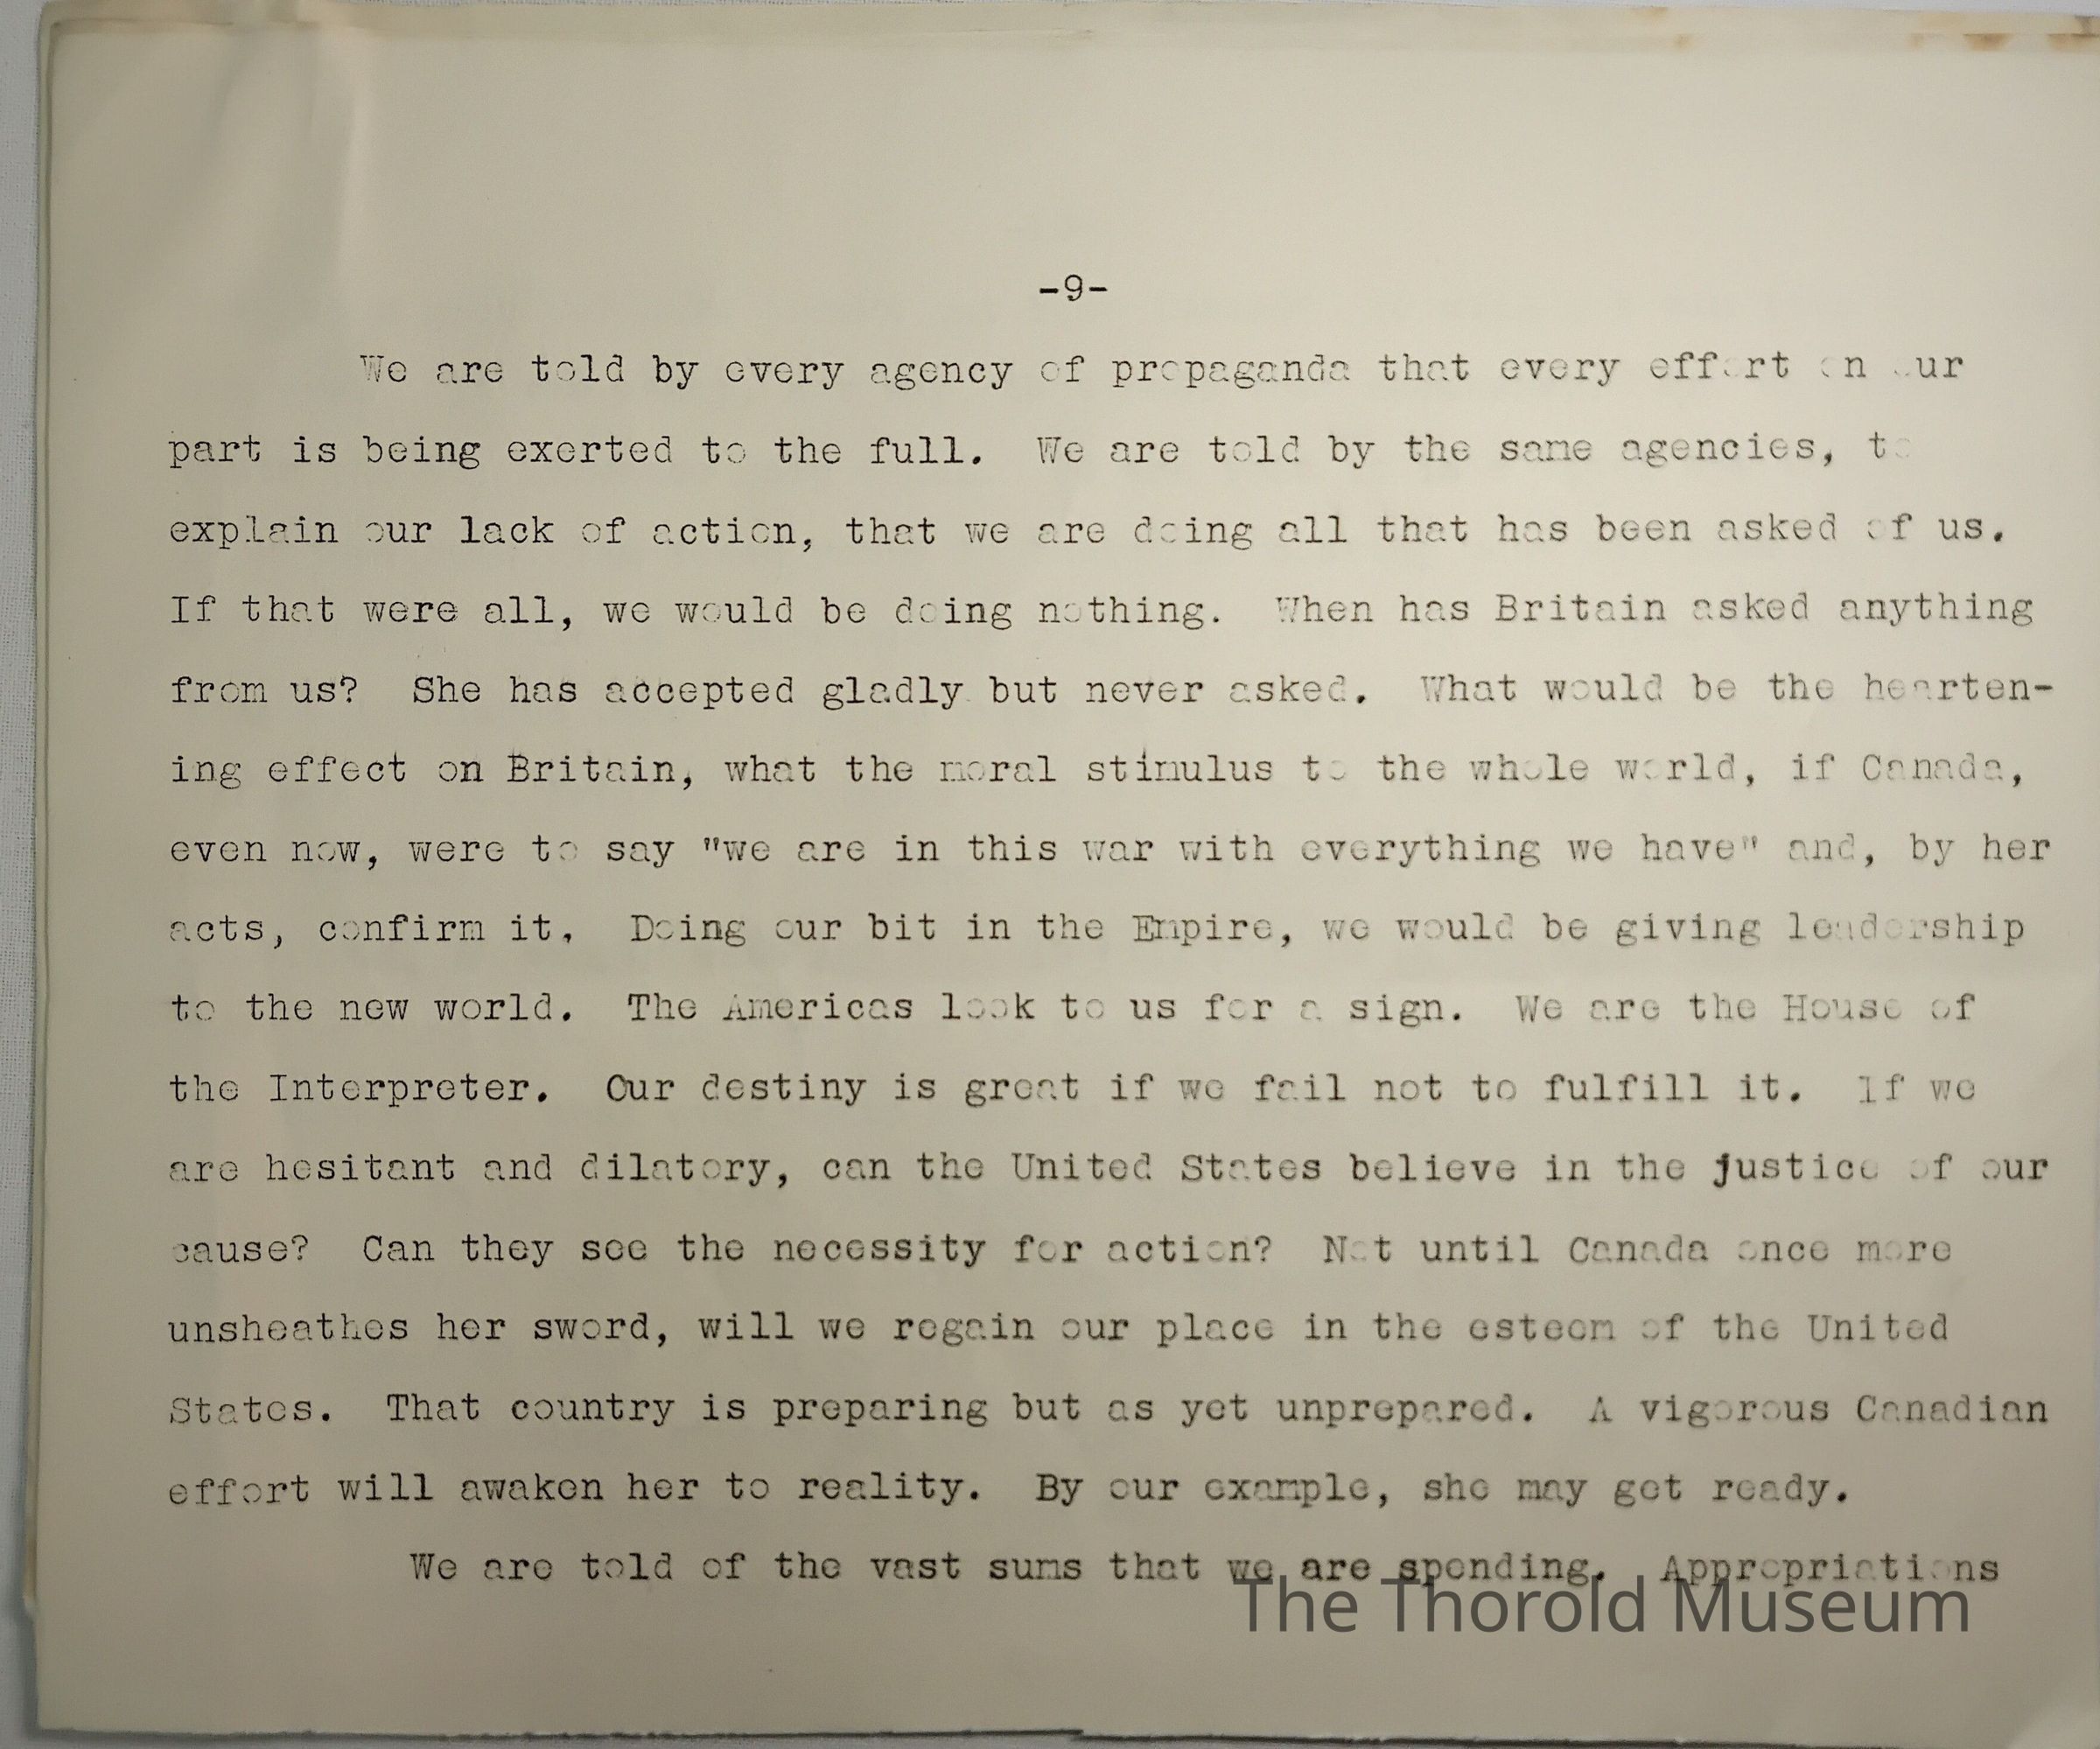 -9-
We are told by every agency of propaganda that every effort on our
part is being exerted to the full.  We are told by the same agencies, to
explain our lack of action, that we are doing all that has been asked of us.
If that were all, we would be doing nothing.  When has Britain asked anything
from us?  She has accepted gladly but never asked.  What would be the hearten-
ing effect on Britain, what the moral stimulus to the whole world, if Canada,
even now, were to say "we are in this war with everything we have" and, by her
acts, confirm it.  Doing our bit in the Empire, we would be giving leadership
to the new world.  The Americas look to us for a sign.  We are the House of
the Interpreter.  Our destiny is great if we fail not to fulfill it.  If we
are hesitant and dilatory, can the United States believe in the justice of our
cause?  Can they see the necessity for action?  Not until Canada once more
unsheathes her sword, will we regain our place in the esteem of the United
States.  That country is preparing but as yet unprepared.  A vigorous Canadian
effort will awaken her to reality.  By our example, she may get ready.
We are told of the vast sums that we are spending.  Appropriations
The Thorold Museum